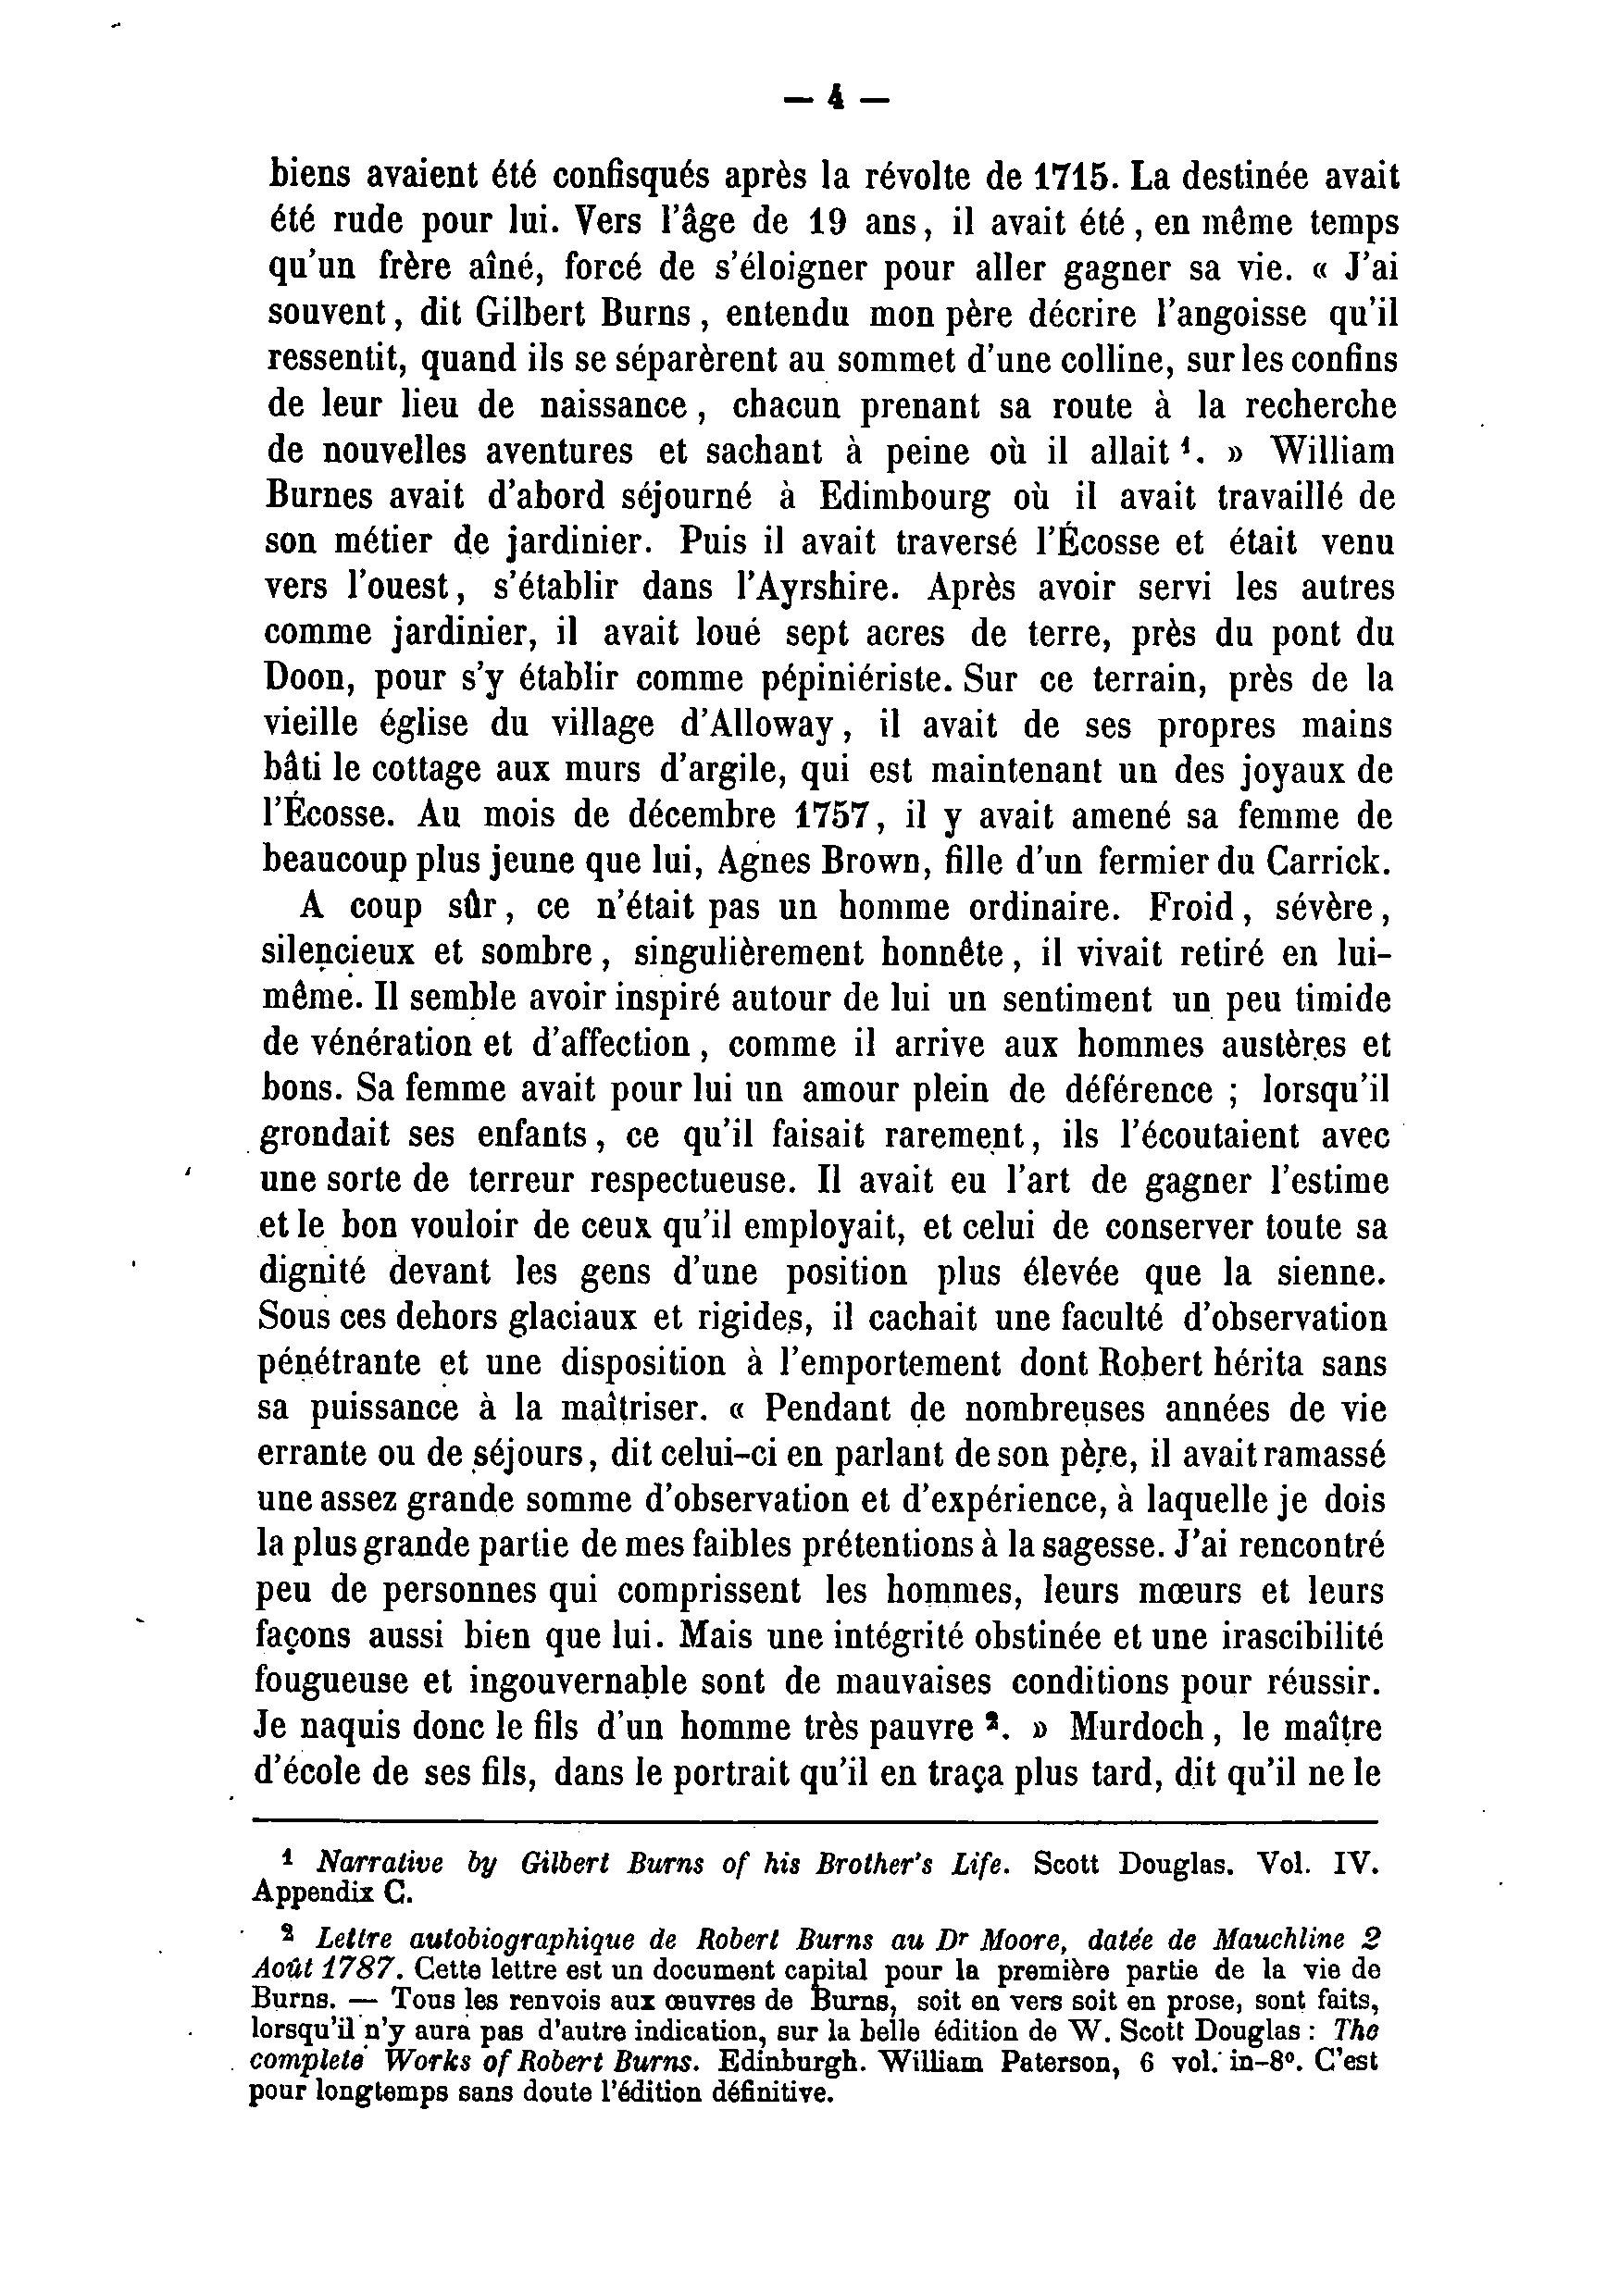 — 4 —
biens avaient été confisqués après la révolte de 1715. La destinée avait
été rude pour lui. Vers l'âge de 19 ans, il avait été, en même temps
qu'un frère aîné, forcé de s'éloigner pour aller gagner sa vie. « J'ai
souvent, dit Gilbert Burns, entendu mon père décrire l'angoisse qu'il
ressentit, quand ils se séparèrent au sommet d'une colline, sur les confins
de leur lieu de naissance, chacun prenant sa route à la recherche
de nouvelles aventures et sachant à peine où il allait ¹. » William
Burnes avait d'abord séjourné à Edimbourg où il avait travaillé de
son métier de jardinier. Puis il avait traversé l'Écosse et était venu
vers l'ouest, s'établir dans l'Ayrshire. Après avoir servi les autres
comme jardinier, il avait loué sept acres de terre, près du pont du
Doon, pour s'y établir comme pépiniériste. Sur ce terrain, près de la
vieille église du village d'Alloway, il avait de ses propres mains
bâti le cottage aux murs d'argile, qui est maintenant un des joyaux de
l'Écosse. Au mois de décembre 1757, il y avait amené sa femme de
beaucoup plus jeune que lui, Agnes Brown, fille d'un fermier du Carrick.
A coup sûr, ce n'était pas un homme ordinaire. Froid, sévère,
silencieux et sombre, singulièrement honnête, il vivait retiré en lui-
même. Il semble avoir inspiré autour de lui un sentiment un peu timide
de vénération et d'affection, comme il arrive aux hommes austères et
bons. Sa femme avait pour lui un amour plein de déférence ; lorsqu'il
grondait ses enfants, ce qu'il faisait rarement, ils l'écoutaient avec
une sorte de terreur respectueuse. Il avait eu l'art de gagner l'estime
et le bon vouloir de ceux qu'il employait, et celui de conserver toute sa
dignité devant les gens d'une position plus élevée que la sienne.
Sous ces dehors glaciaux et rigides, il cachait une faculté d'observation
pénétrante et une disposition à l'emportement dont Robert hérita sans
sa puissance à la maîtriser. « Pendant de nombreuses années de vie
errante ou de séjours, dit celui-ci en parlant de son père, il avait ramassé
une assez grande somme d'observation et d'expérience, à laquelle je dois
la plus grande partie de mes faibles prétentions à la sagesse. J'ai rencontré
peu de personnes qui comprissent les hommes, leurs mœurs et leurs
façons aussi bien que lui. Mais une intégrité obstinée et une irascibilité
fougueuse et ingouvernable sont de mauvaises conditions pour réussir.
Je naquis donc le fils d'un homme très pauvre ². » Murdoch, le maître
d'école de ses fils, dans le portrait qu'il en traça plus tard, dit qu'il ne le
¹ Narrative by Gilbert Burns of his Brother's Life. Scott Douglas. Vol. IV.
Appendix C.
² Lettre autobiographique de Robert Burns au Dr Moore, datée de Mauchline 2
Août 1787. Cette lettre est un document capital pour la première partie de la vie de
Burns. — Tous les renvois aux œuvres de Burns, soit en vers soit en prose, sont faits,
lorsqu'il n'y aura pas d'autre indication, sur la belle édition de W. Scott Douglas : The
complete Works of Robert Burns. Edinburgh. William Paterson, 6 vol. in-8º. C'est
pour longtemps sans doute l'édition définitive.